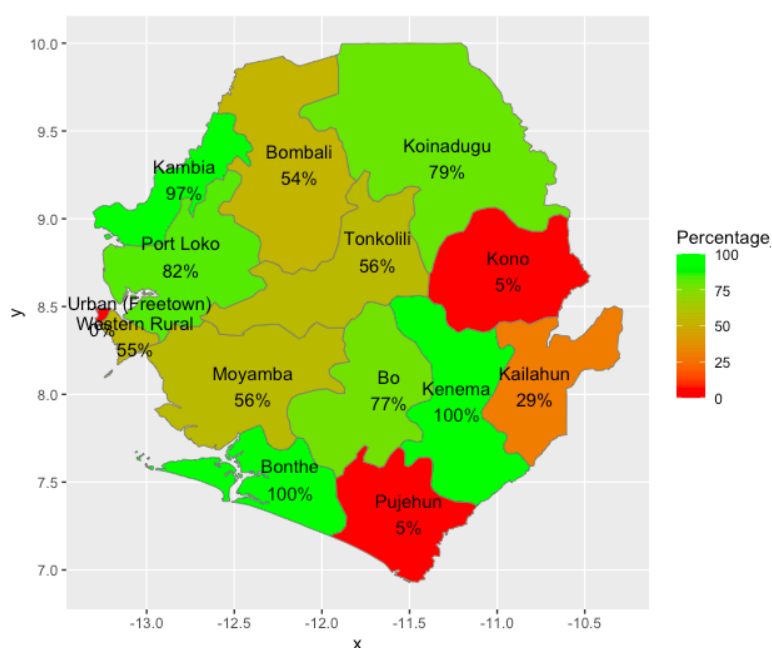 10.0
9.5
9.0
8.5
8.0
7.5
7.0
y
Koinadugu
79%
Bombali
54%
Kambia
97%
Port Loko
82%
Tonkolili
56%
Kono
5%
Urban (Freetown)
0%
Western Rural
55%
Moyamba
56%
Bo
77%
Kenema
100%
Kailahun
29%
Bonthe
100%
Pujehun
5%
-13.0 -12.5 -12.0 -11.5 -11.0 -10.5
x
Percentage_
100
75
50
25
0